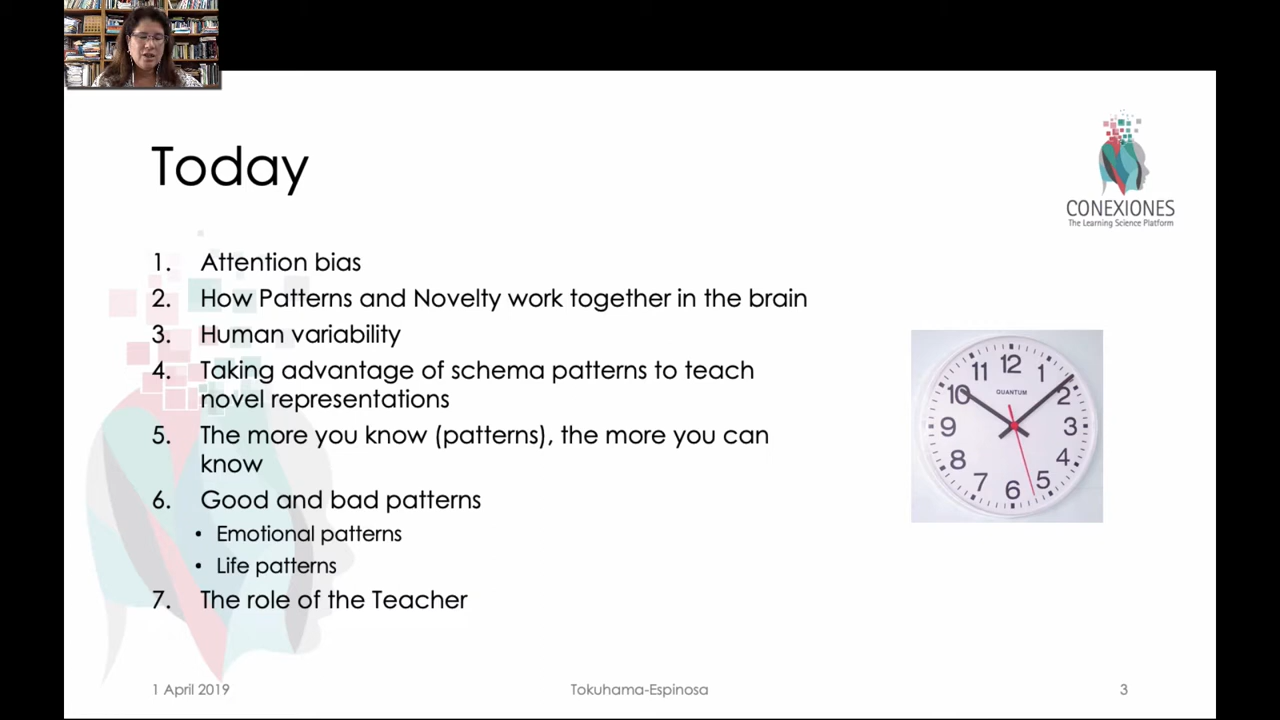 Today
CONEXIONES
The Learning Science Platform
1. Attention bias
2. How Patterns and Novelty work together in the brain
3. Human variability
4. Taking advantage of schema patterns to teach
novel representations
5. The more you know (patterns), the more you can
know
6. Good and bad patterns
• Emotional patterns
• Life patterns
7. The role of the Teacher
12
11 1
QUANTUM
10 2
9 3
8 4
7 5
6
1 April 2019 Tokuhama-Espinosa 3